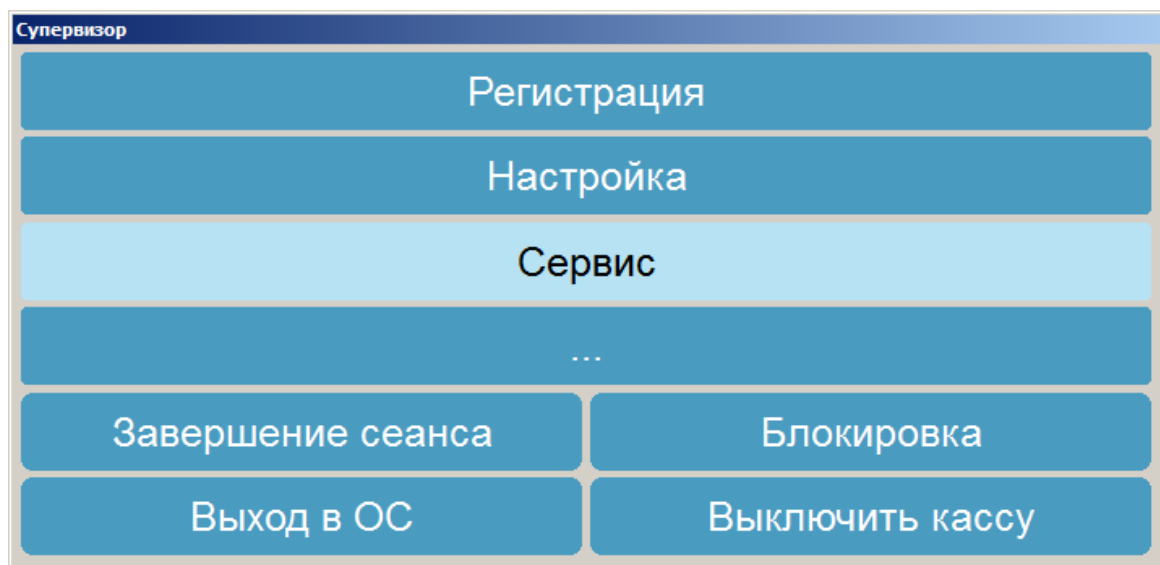 Супервизор
Регистрация
Настройка
Сервис
...
Завершение сеанса
Блокировка
Выход в ОС
Выключить кассу